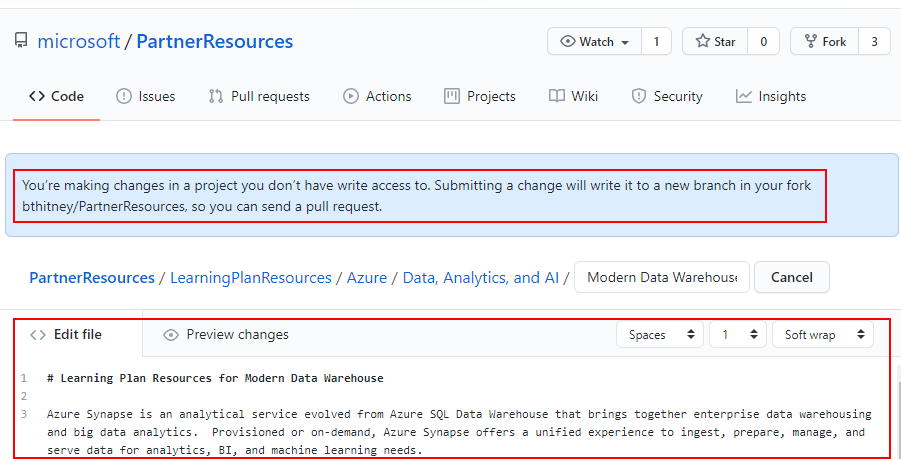 microsoft / PartnerResources
Watch 1 Star 0 Fork 3
Code Issues Pull requests Actions Projects Wiki Security Insights
You're making changes in a project you don't have write access to. Submitting a change will write it to a new branch in your fork
bthitney/PartnerResources, so you can send a pull request.
PartnerResources / LearningPlanResources / Azure / Data, Analytics, and AI / Modern Data Warehouse Cancel
<> Edit file Preview changes Spaces 1 Soft wrap
1 # Learning Plan Resources for Modern Data Warehouse
2
3 Azure Synapse is an analytical service evolved from Azure SQL Data Warehouse that brings together enterprise data warehousing
and big data analytics.  Provisioned or on-demand, Azure Synapse offers a unified experience to ingest, prepare, manage, and
serve data for analytics, BI, and machine learning needs.